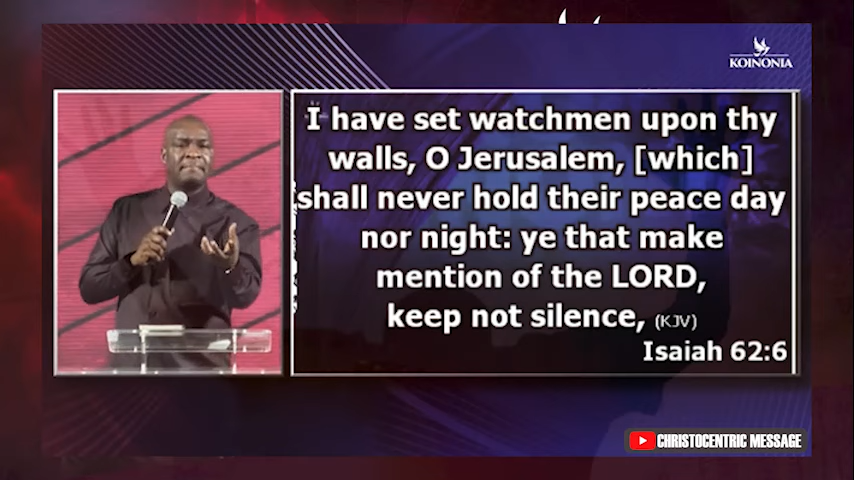 KOINONIA
I have set watchmen upon thy
walls, O Jerusalem, [which]
shall never hold their peace day
nor night: ye that make
mention of the LORD,
keep not silence, (KJV)
Isaiah 62:6
CHRISTOCENTRIC MESSAGE